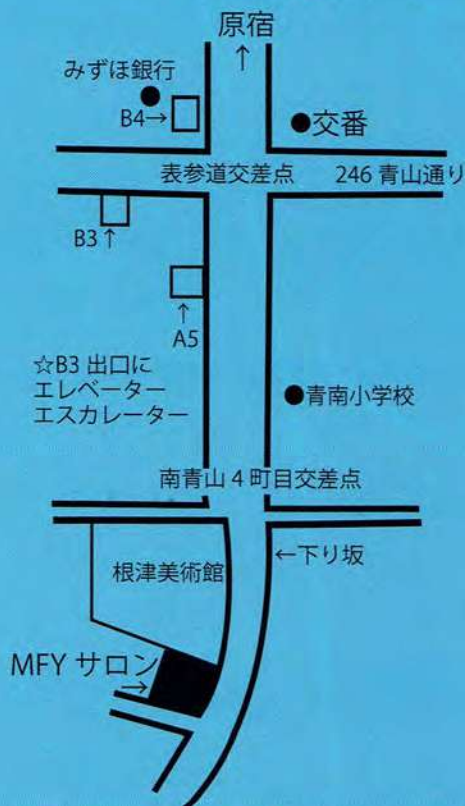 原宿
↑
みずほ銀行
B4→
●交番
表参道交差点
246 青山通り
B3↑
↑
A5
☆B3 出口に
エレベーター
エスカレーター
●青南小学校
南青山 4 町目交差点
←下り坂
根津美術館
MFY サロン
→